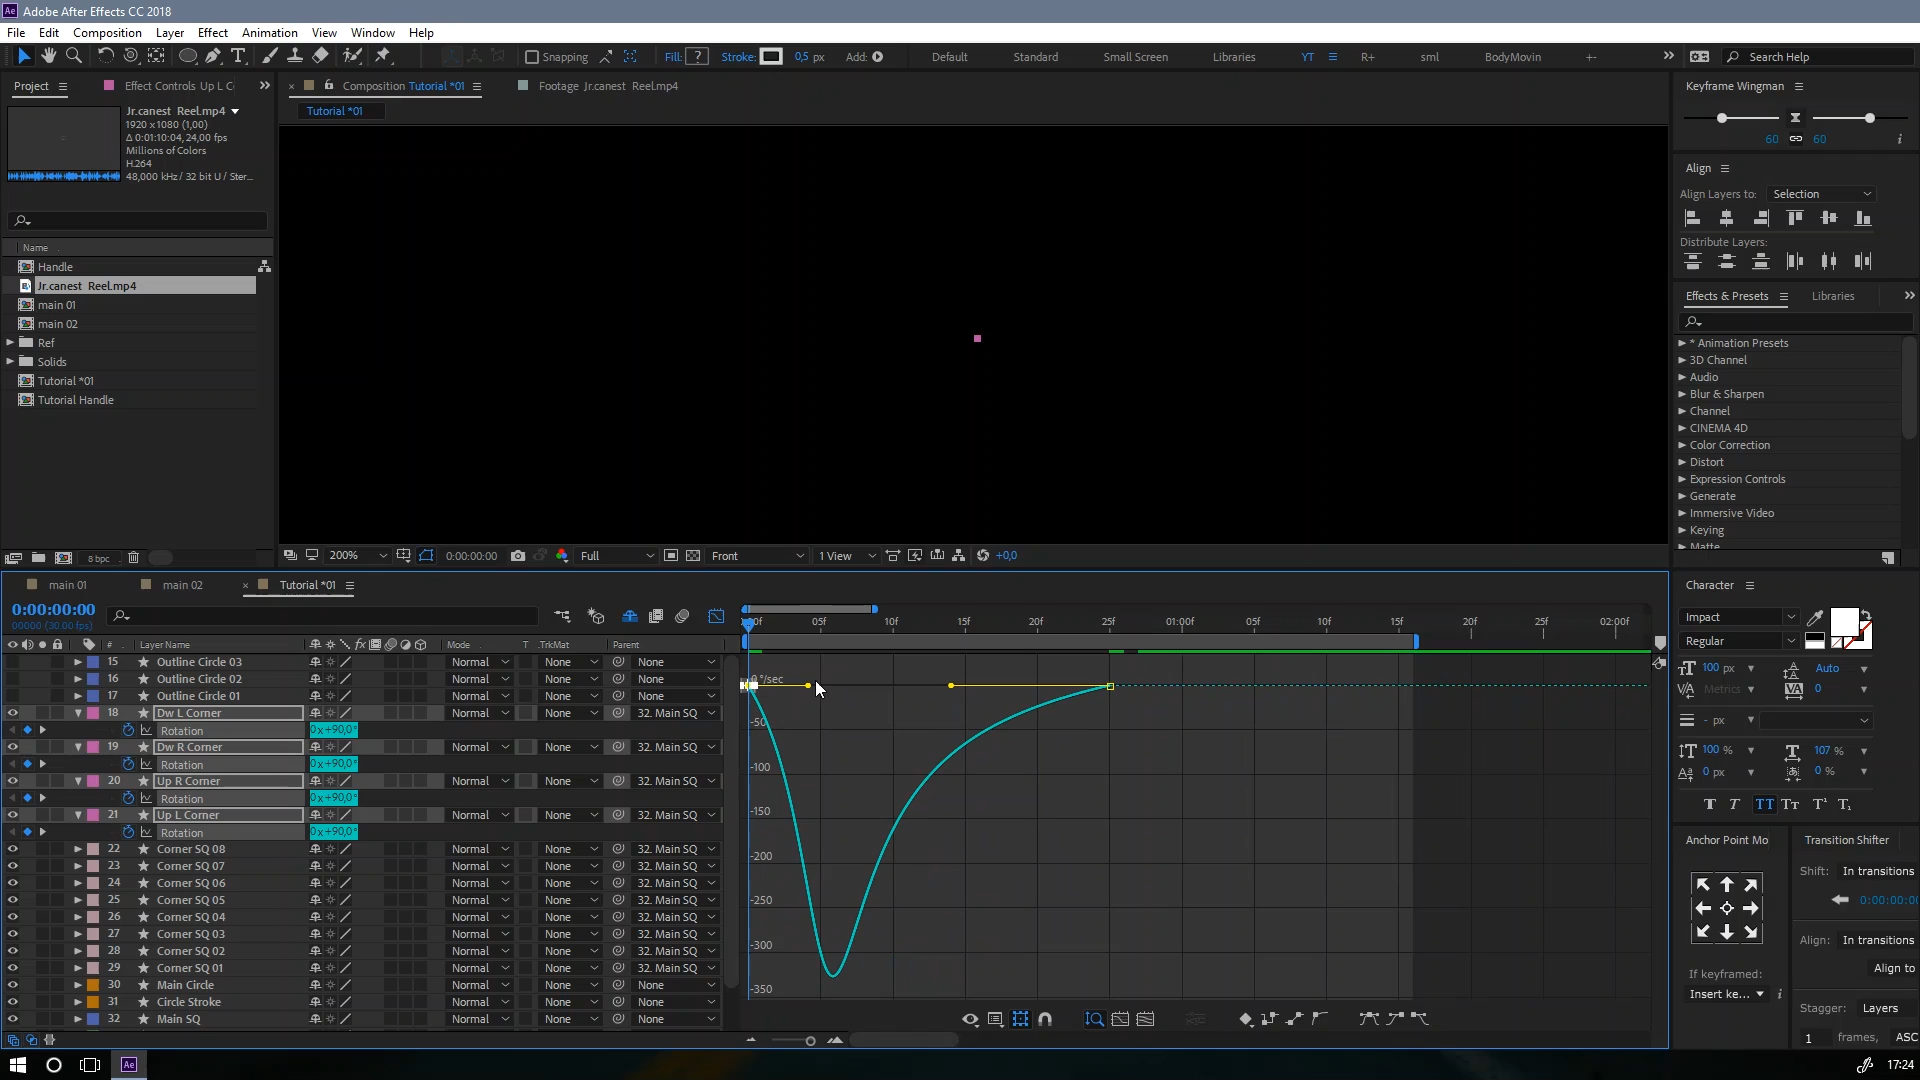 Adobe After Effects CC 2018
File Edit Composition Layer Effect Animation View Window Help
Snapping Fill: ? Stroke: 0,5 px Add: Default Standard Small Screen Libraries YT R+ sml BodyMovin Search Help
Project Effect Controls Up L C
Composition Tutorial *01 Footage Jr.canest Reel.mp4
Tutorial *01
Jr.canest Reel.mp4
1920 x 1080 (1,00)
Δ 0:01:10:04, 24,00 fps
Millions of Colors
H.264
48,000 kHz / 32 bit U / Ster...
Name
Handle
Jr.canest Reel.mp4
main 01
main 02
Ref
Solids
Tutorial *01
Tutorial Handle
8 bpc
200% 0:00:00:00 Full Front 1 View +0,0
Keyframe Wingman
60 60 i
Align
Align Layers to: Selection
Distribute Layers:
Effects & Presets Libraries
* Animation Presets
3D Channel
Audio
Blur & Sharpen
Channel
CINEMA 4D
Color Correction
Distort
Expression Controls
Generate
Immersive Video
Keying
Matte
main 01 main 02 Tutorial *01
0:00:00:00
00000 (30.00 fps)
# Layer Name Mode T .TrkMat Parent
15 Outline Circle 03 Normal None None
16 Outline Circle 02 Normal None None
17 Outline Circle 01 Normal None None
18 Dw L Corner Normal None 32. Main SQ
Rotation 0x+90,0°
19 Dw R Corner Normal None 32. Main SQ
Rotation 0x+90,0°
20 Up R Corner Normal None 32. Main SQ
Rotation 0x+90,0°
21 Up L Corner Normal None 32. Main SQ
Rotation 0x+90,0°
22 Corner SQ 08 Normal None 32. Main SQ
23 Corner SQ 07 Normal None 32. Main SQ
24 Corner SQ 06 Normal None 32. Main SQ
25 Corner SQ 05 Normal None 32. Main SQ
26 Corner SQ 04 Normal None 32. Main SQ
27 Corner SQ 03 Normal None 32. Main SQ
28 Corner SQ 02 Normal None 32. Main SQ
29 Corner SQ 01 Normal None 32. Main SQ
30 Main Circle Normal None None
31 Circle Stroke Normal None None
32 Main SQ Normal None None
05f 10f 15f 20f 25f 01:00f 05f 10f 15f 20f 25f 02:00f
°/sec
-50
-100
-150
-200
-250
-300
-350
Character
Impact
Regular
100 px Auto
Metrics 0
- px
100 % 107 %
0 px 0 %
T T TT Tт T¹ T₁
Anchor Point Mo Transition Shifter
Shift: In transitions
0:00:00:0
Align: In transitions
Align to
If keyframed:
Insert ke... i
Stagger: Layers
1 frames, ASC
Ae 17:24